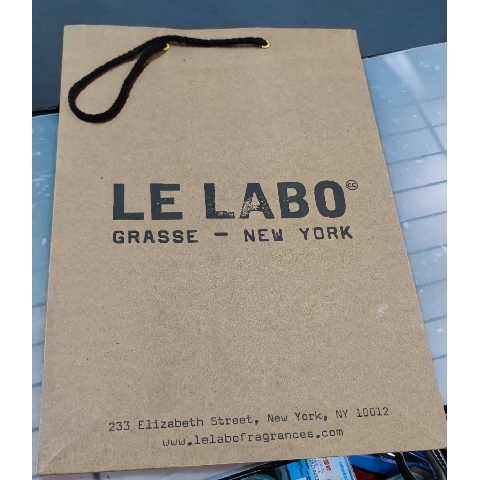 LE LABO
GRASSE — NEW YORK
233 Elizabeth Street, New York, NY 10012
www.lelabofragrances.com